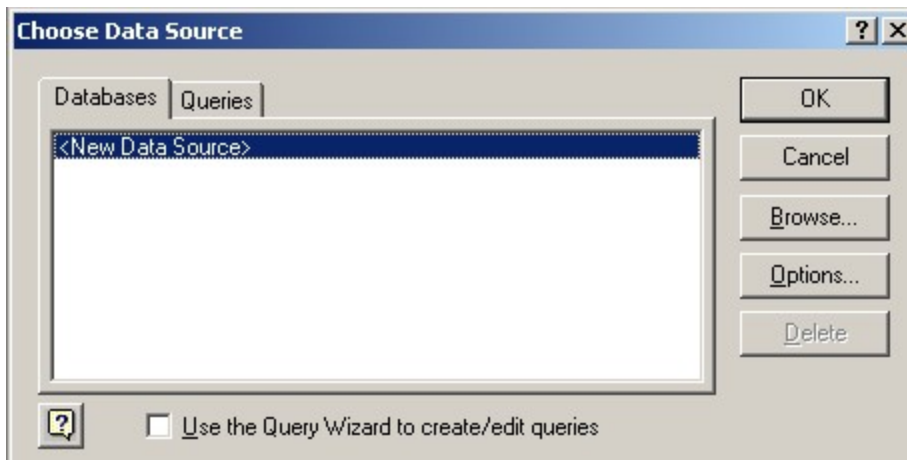 Choose Data Source
Databases Queries
<New Data Source>
OK
Cancel
Browse...
Options...
Delete
Use the Query Wizard to create/edit queries